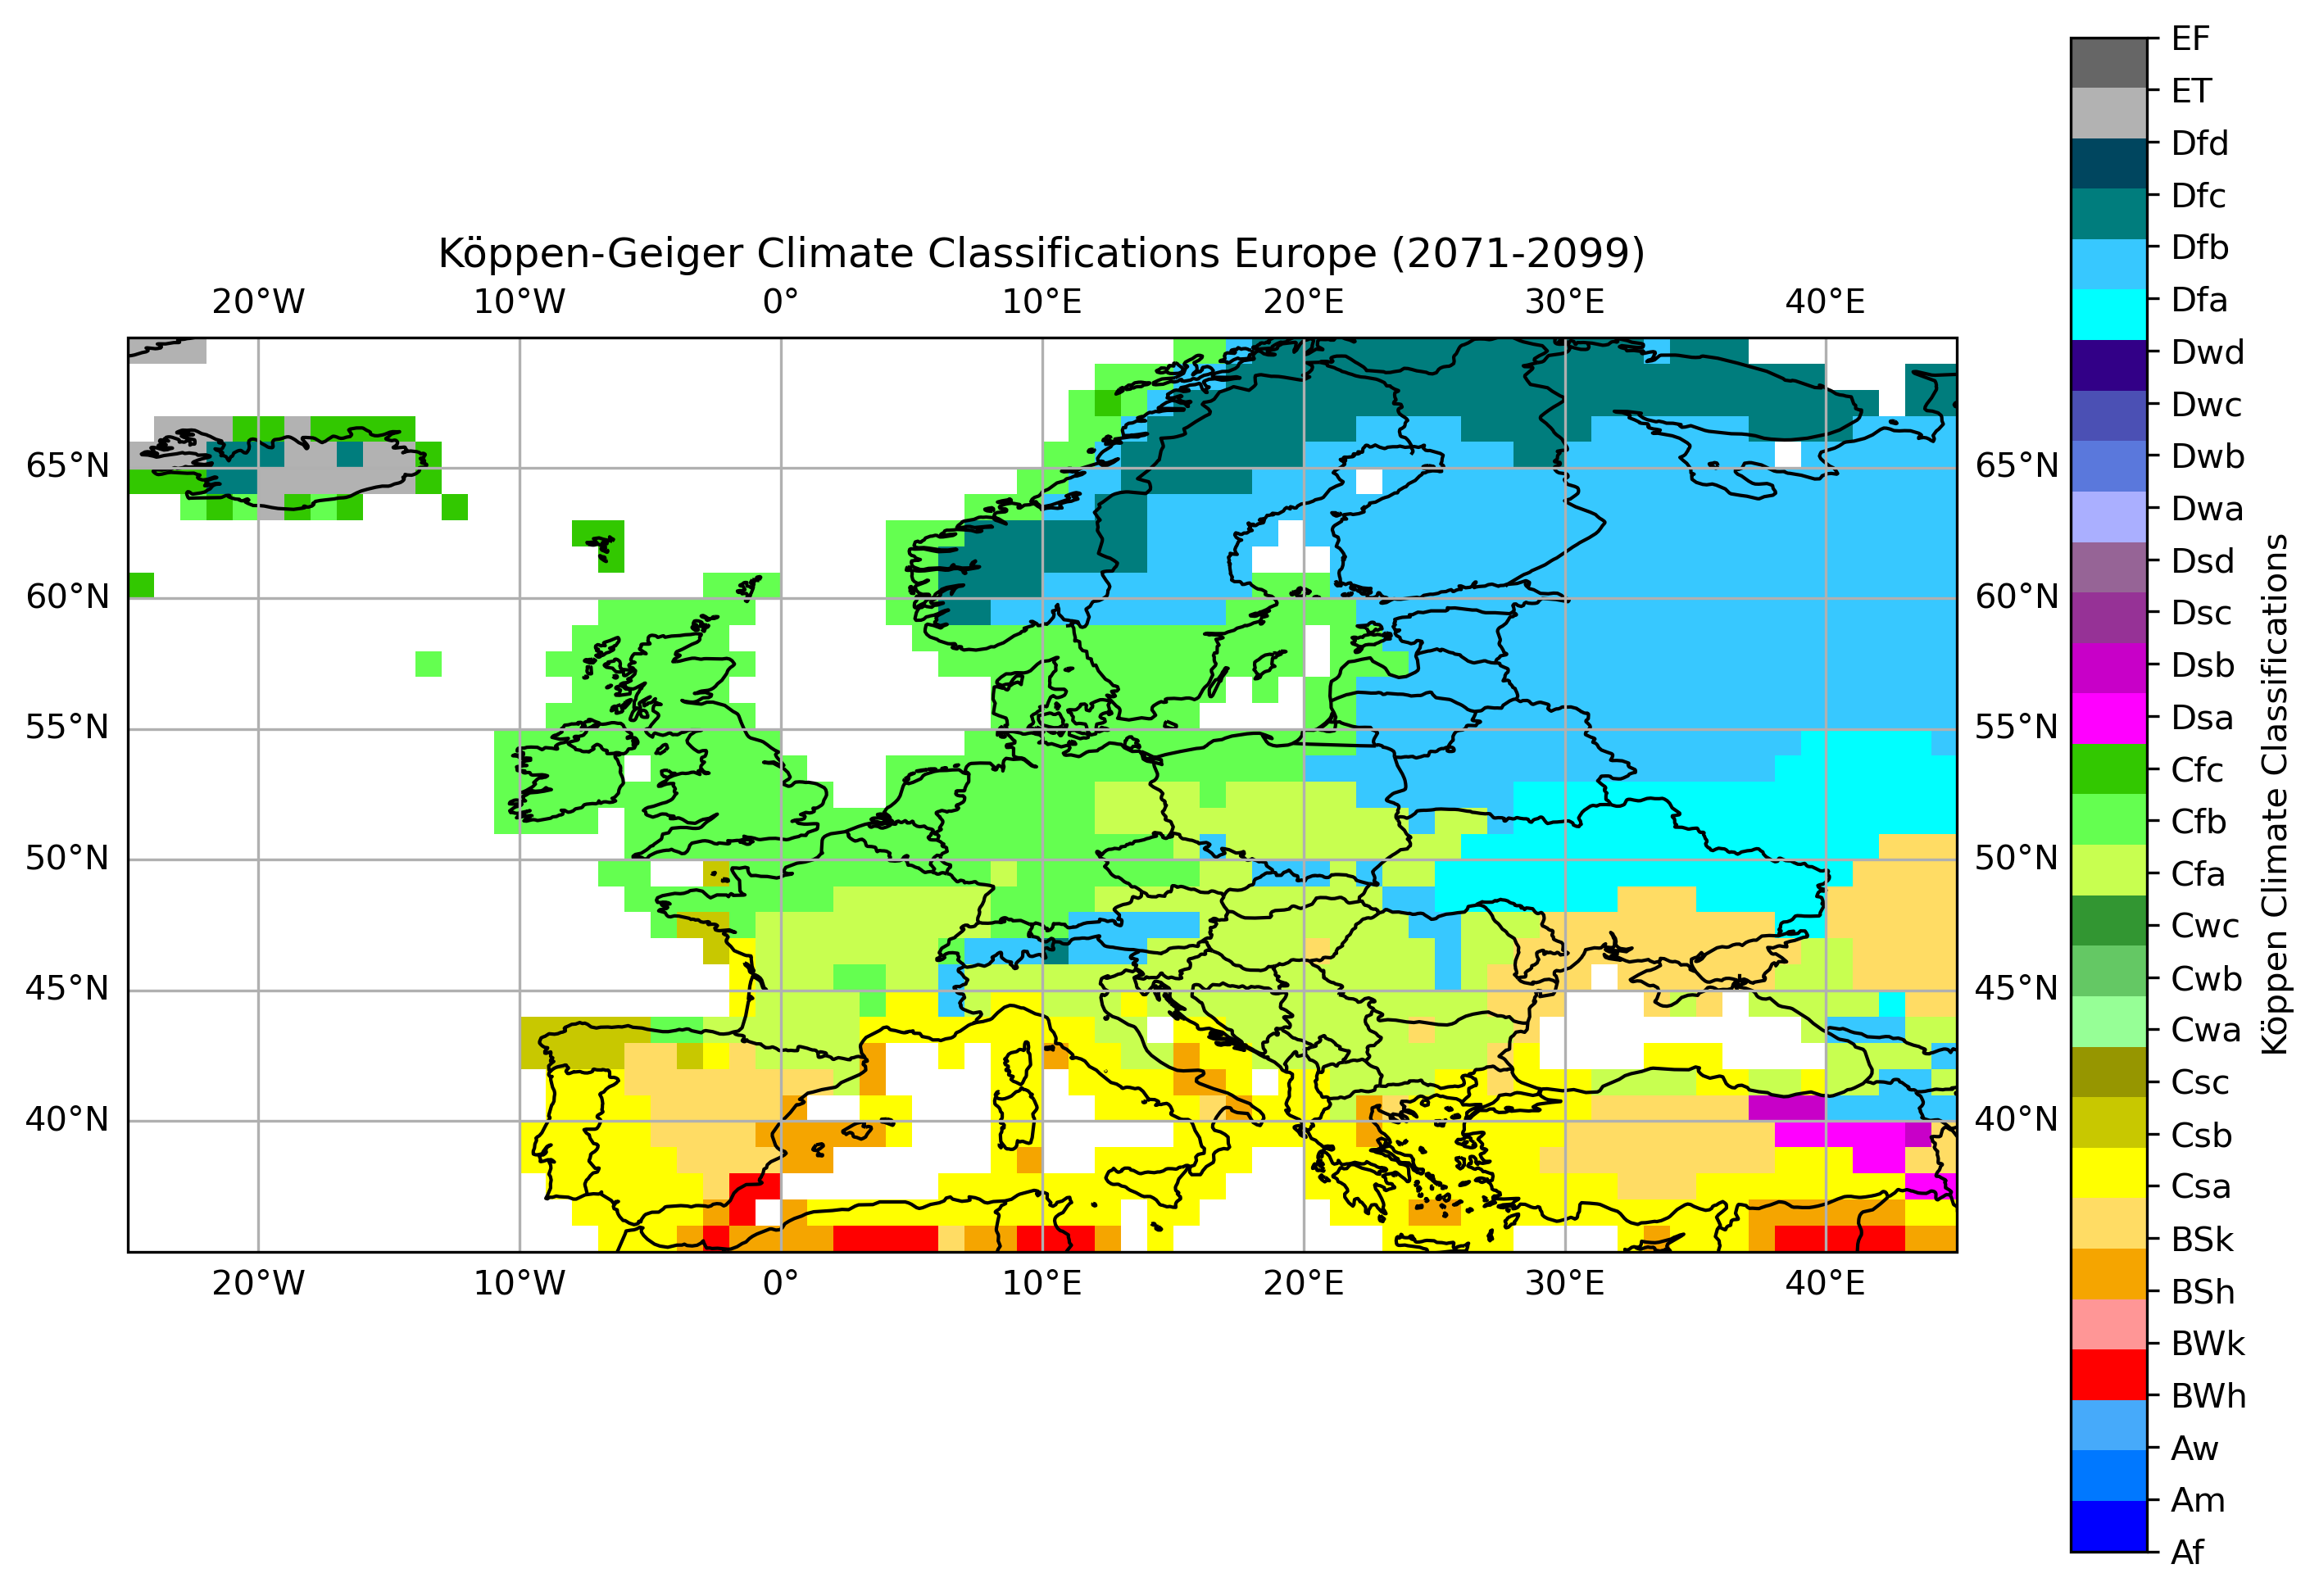 Köppen-Geiger Climate Classifications Europe (2071-2099)
20°W 10°W 0° 10°E 20°E 30°E 40°E
65°N 65°N
60°N 60°N
55°N 55°N
50°N 50°N
45°N 45°N
40°N 40°N
20°W 10°W 0° 10°E 20°E 30°E 40°E
EF
ET
Dfd
Dfc
Dfb
Dfa
Dwd
Dwc
Dwb
Dwa
Dsd
Dsc
Dsb
Dsa
Cfc
Cfb
Cfa
Cwc
Cwb
Cwa
Csc
Csb
Csa
BSk
BSh
BWk
BWh
Aw
Am
Af
Köppen Climate Classifications